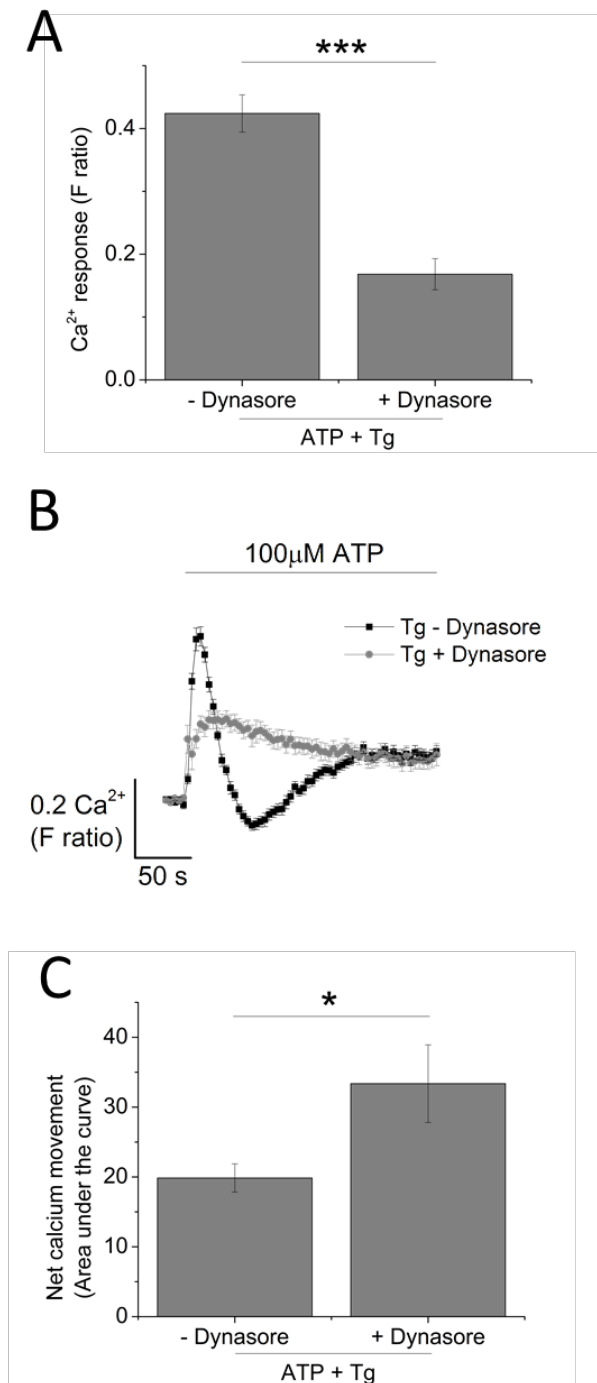 A
***
Ca²⁺ response (F ratio)
0.4
0.2
0.0
- Dynasore + Dynasore
ATP + Tg
B
100µM ATP
Tg - Dynasore
Tg + Dynasore
0.2 Ca²⁺
(F ratio)
50 s
C
*
Net calcium movement
(Area under the curve)
40
30
20
10
0
- Dynasore + Dynasore
ATP + Tg